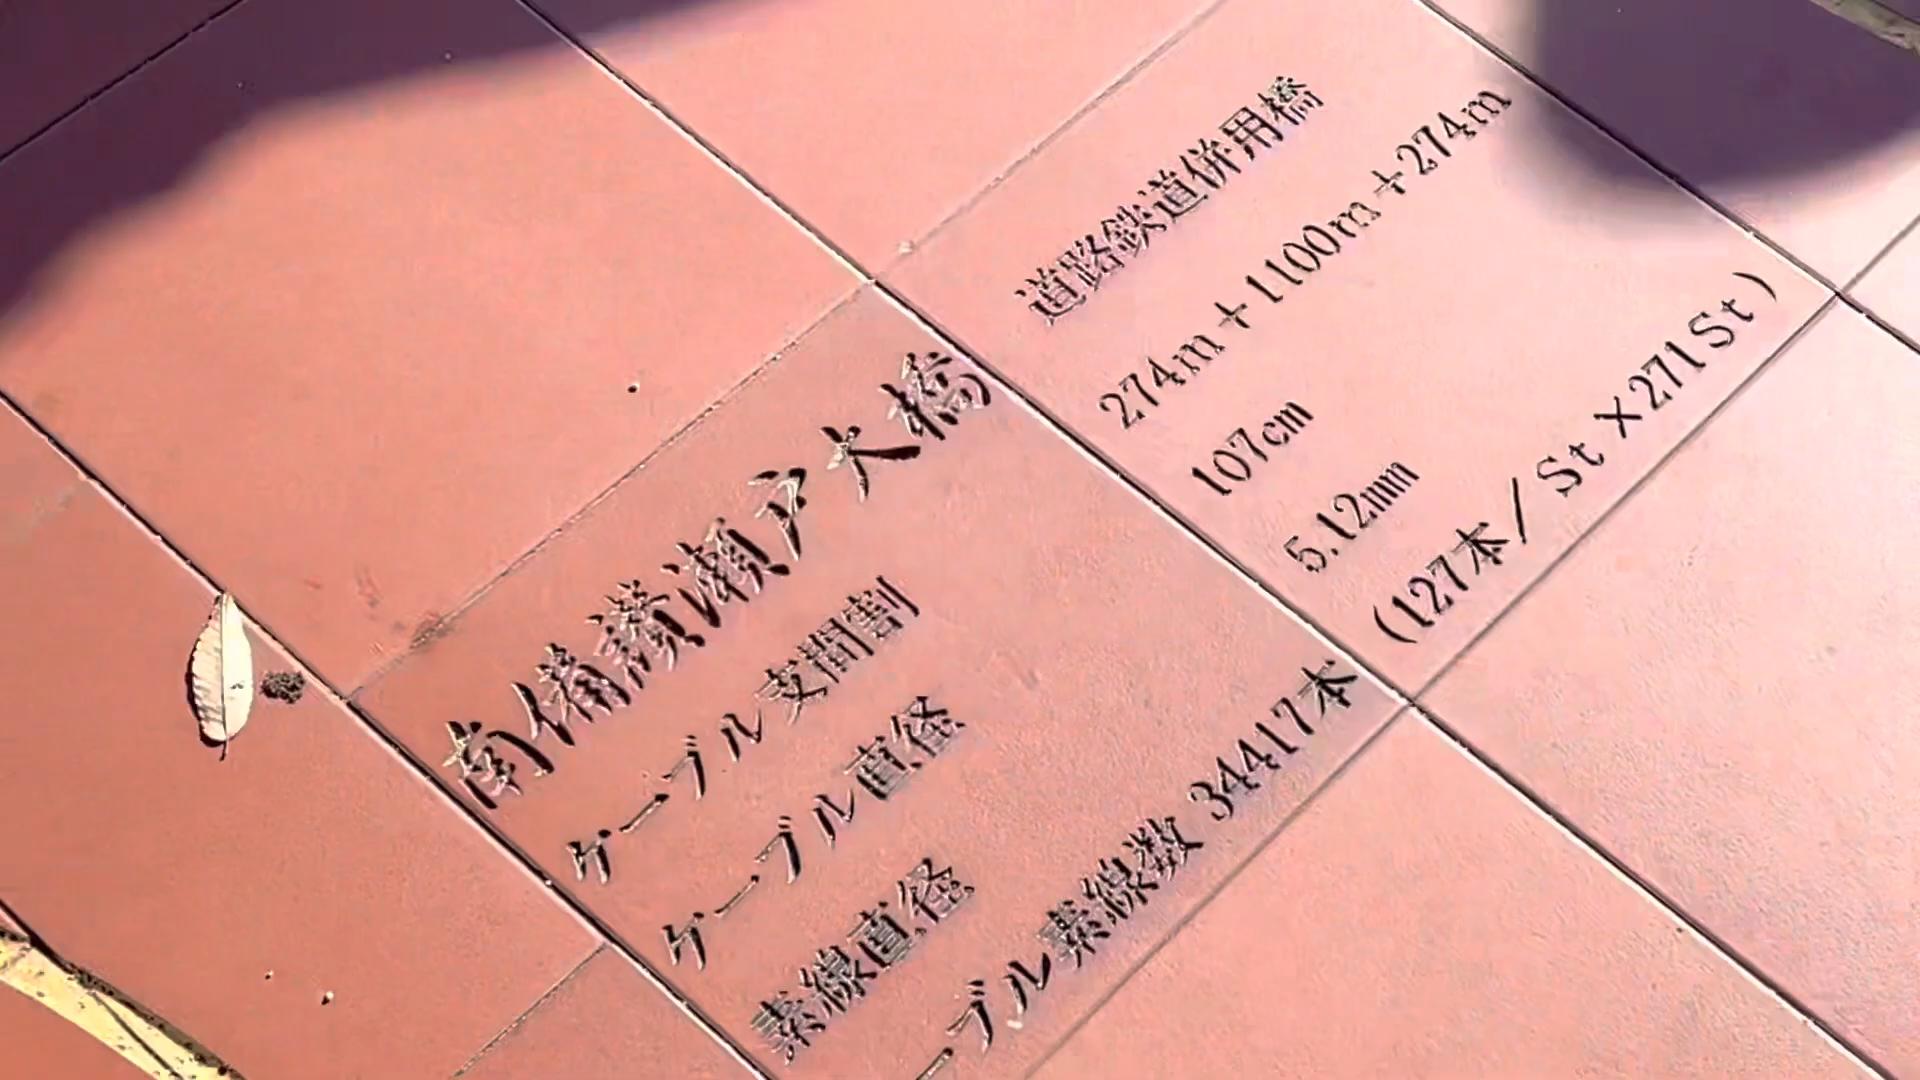 南備讃瀬戸大橋 道路鉄道併用橋
ケーブル支間割 274m+1100m+274m
ケーブル直径 107cm
素線直径 5.12mm
ーブル素線数 34417本 (127本/St×271St)